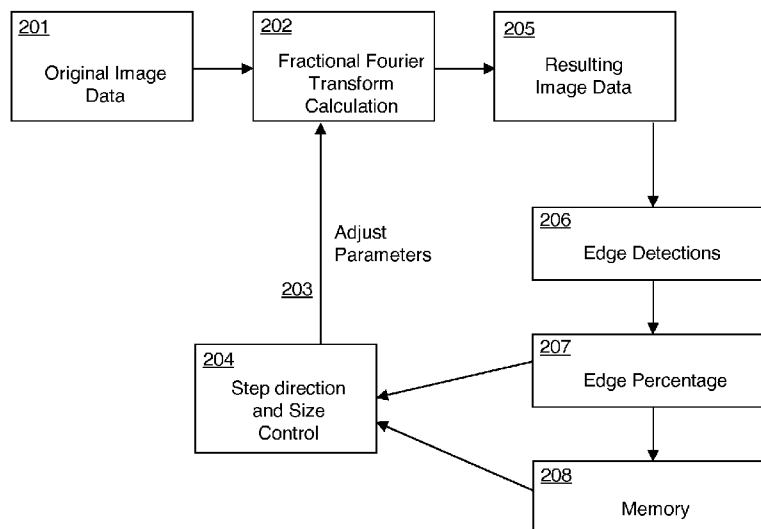 201
Original Image
Data
202
Fractional Fourier
Transform
Calculation
205
Resulting
Image Data
206
Edge Detections
Adjust
Parameters
203
204
Step direction
and Size
Control
207
Edge Percentage
208
Memory